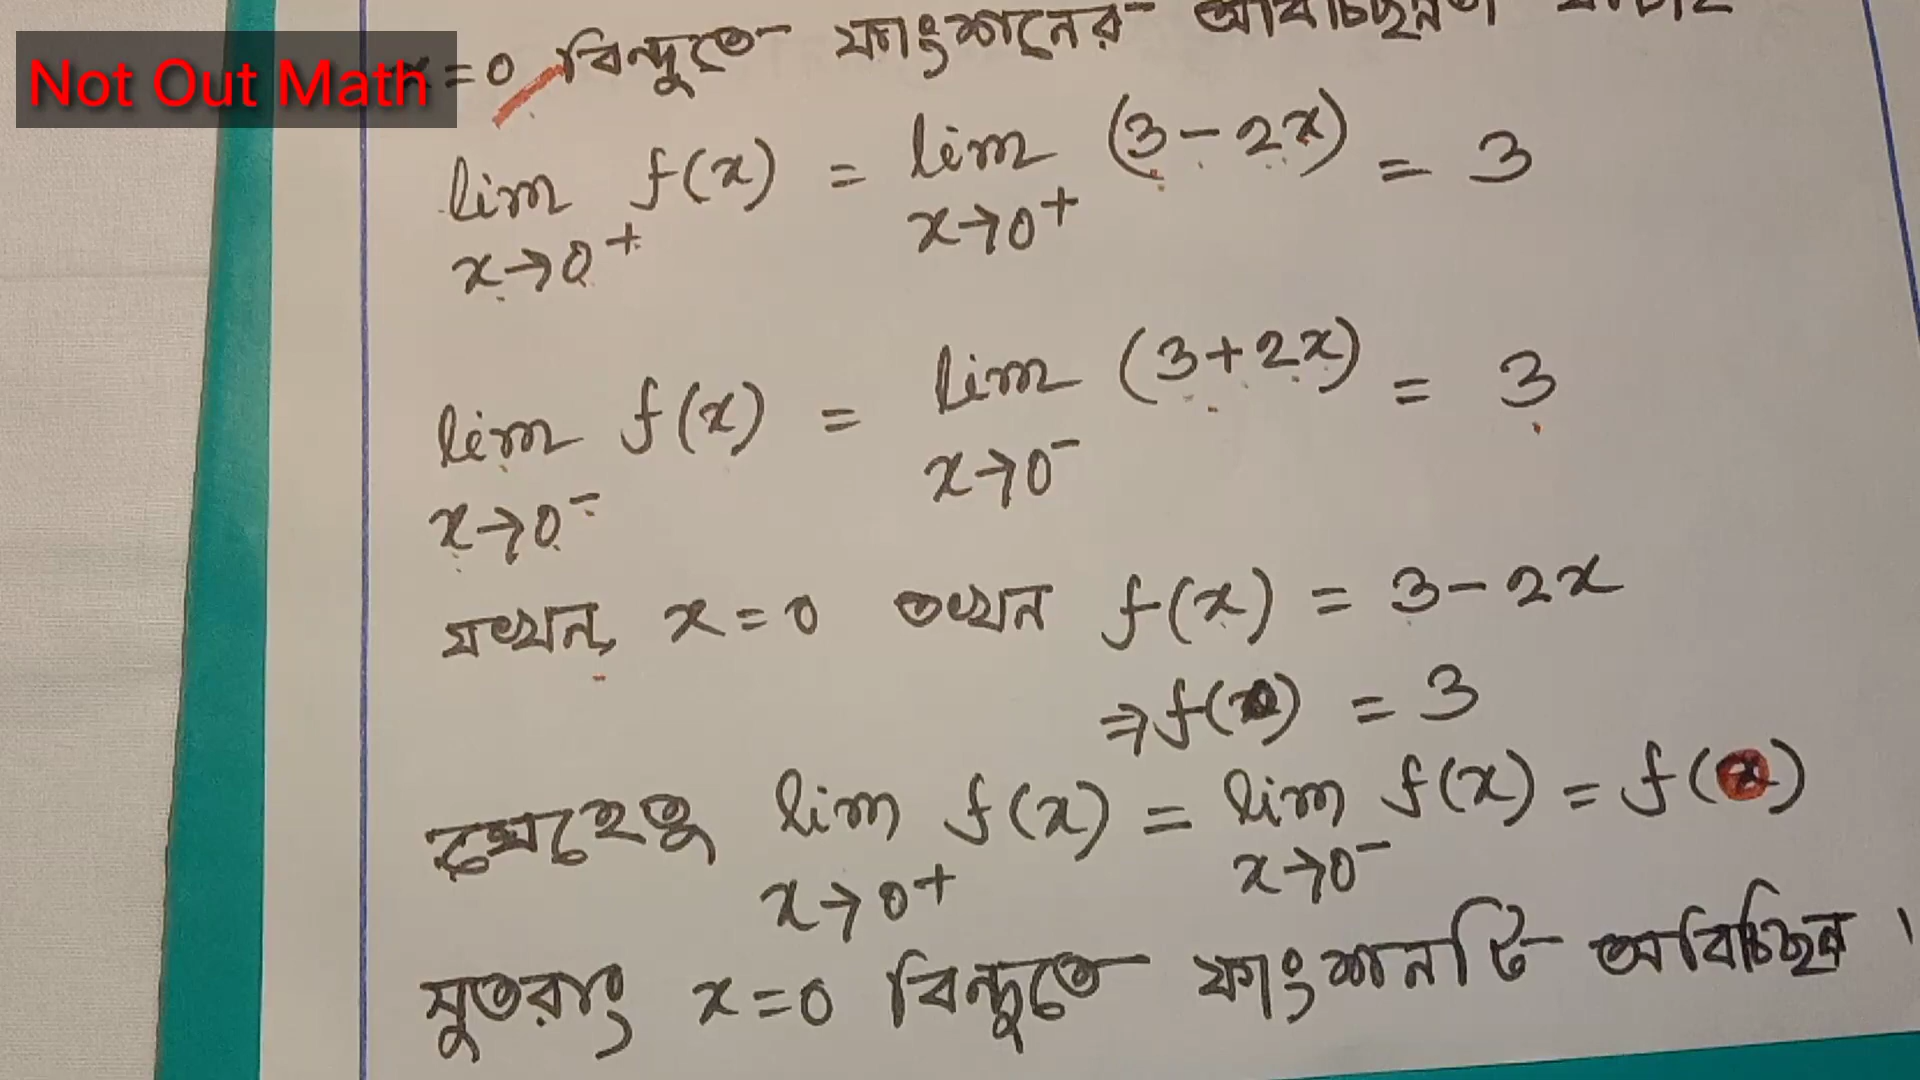 Not Out Math
x=0 বিন্দুতে ফাংশনের অবিচ্ছিন্নতা
lim f(x) = lim (3-2x) = 3
x→0⁺ x→0⁺
lim f(x) = lim (3+2x) = 3
x→0⁻ x→0⁻
যখন, x=0 তখন f(x) = 3-2x
⇒f(0) = 3
যেহেতু lim f(x) = lim f(x) = f(x)
x→0⁺ x→0⁻
সুতরাং x=0 বিন্দুতে ফাংশনটি অবিচ্ছিন্ন ।